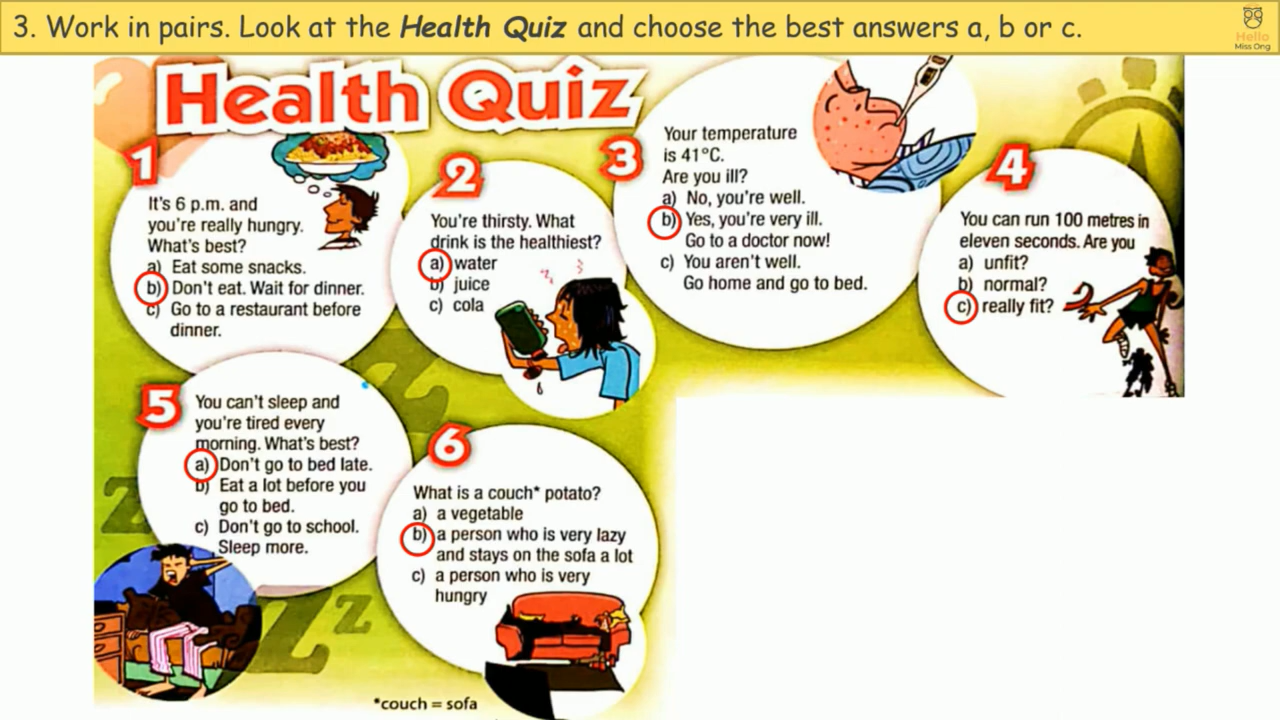 3. Work in pairs. Look at the Health Quiz and choose the best answers a, b or c.
Hello
Miss Ong
Health Quiz
1
It's 6 p.m. and
you're really hungry.
What's best?
a) Eat some snacks.
b) Don't eat. Wait for dinner.
c) Go to a restaurant before
dinner.
2
You're thirsty. What
drink is the healthiest?
a) water
b) juice
c) cola
3
Your temperature
is 41°C.
Are you ill?
a) No, you're well.
b) Yes, you're very ill.
Go to a doctor now!
c) You aren't well.
Go home and go to bed.
4
You can run 100 metres in
eleven seconds. Are you
a) unfit?
b) normal?
c) really fit?
5
You can't sleep and
you're tired every
morning. What's best?
a) Don't go to bed late.
b) Eat a lot before you
go to bed.
c) Don't go to school.
Sleep more.
6
What is a couch* potato?
a) a vegetable
b) a person who is very lazy
and stays on the sofa a lot
c) a person who is very
hungry
*couch = sofa
Z
Z
Z
z